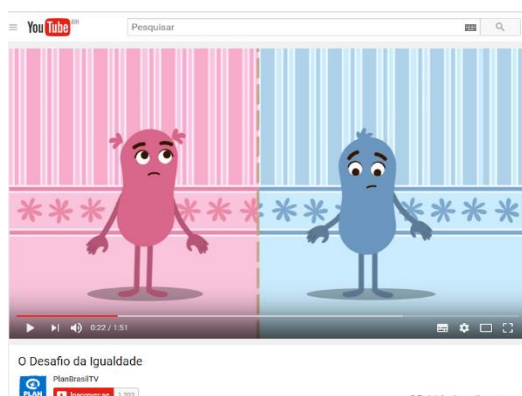 YouTube BR
Pesquisar
0:22 / 1:51
O Desafio da Igualdade
PlanBrasilTV
PLAN
Inscrever-se